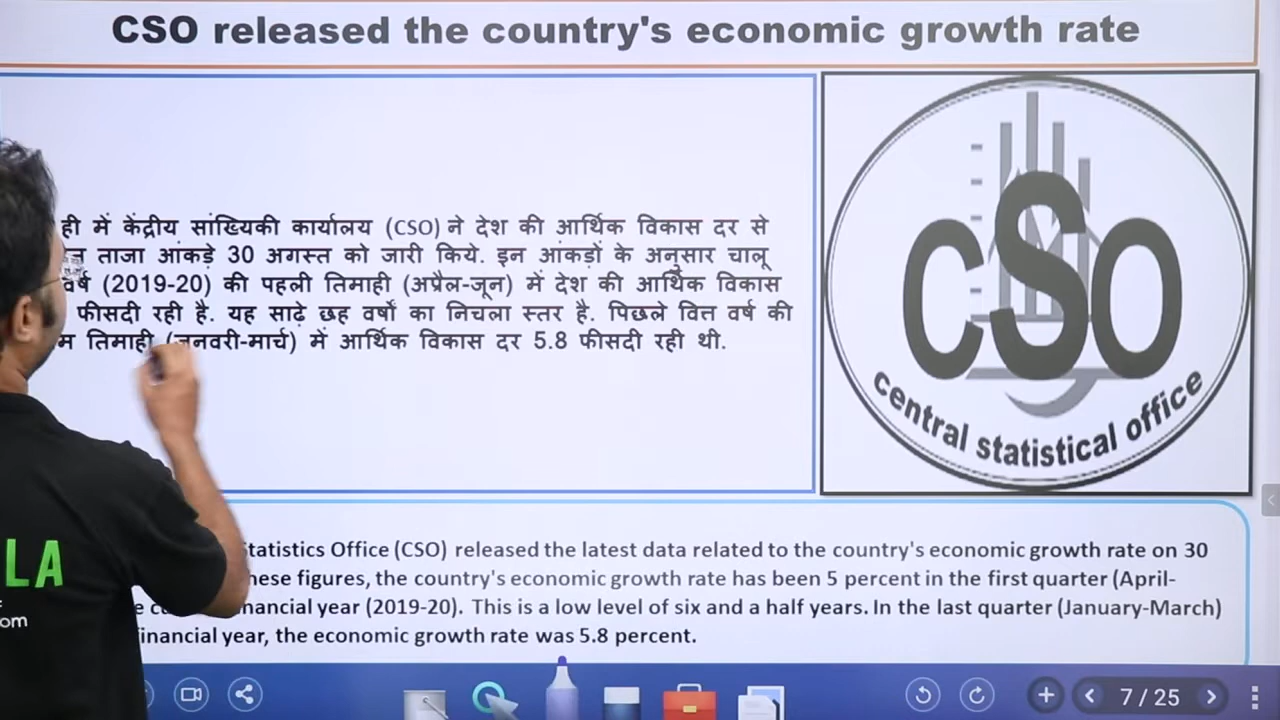 CSO released the country's economic growth rate
ही में केंद्रीय सांख्यिकी कार्यालय (CSO) ने देश की आर्थिक विकास दर से
ताजा आंकड़े 30 अगस्त को जारी किये. इन आंकड़ों के अनुसार चालू
वर्ष (2019-20) की पहली तिमाही (अप्रैल-जून) में देश की आर्थिक विकास
फीसदी रही है. यह साढ़े छह वर्षों का निचला स्तर है. पिछले वित्त वर्ष की
तिमाही (जनवरी-मार्च) में आर्थिक विकास दर 5.8 फीसदी रही थी.
CSO
central statistical office
Statistics Office (CSO) released the latest data related to the country's economic growth rate on 30
figures, the country's economic growth rate has been 5 percent in the first quarter (April-
financial year (2019-20). This is a low level of six and a half years. In the last quarter (January-March)
financial year, the economic growth rate was 5.8 percent.
LA
om
7 / 25